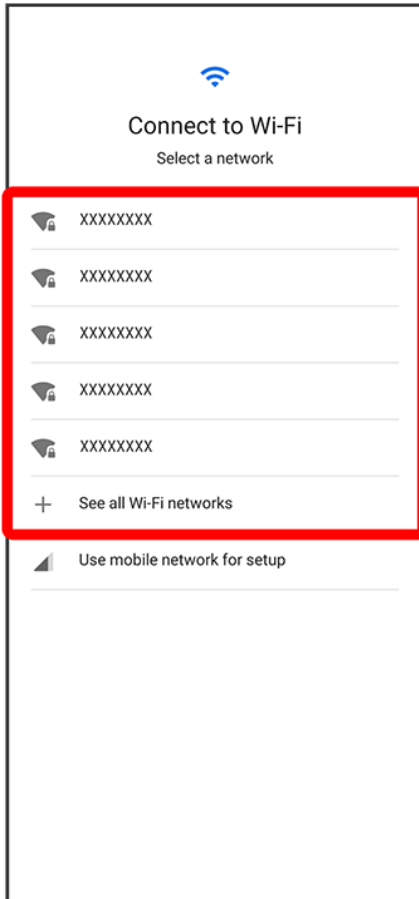 Connect to Wi-Fi
Select a network
XXXXXXXX
XXXXXXXX
XXXXXXXX
XXXXXXXX
XXXXXXXX
See all Wi-Fi networks
Use mobile network for setup